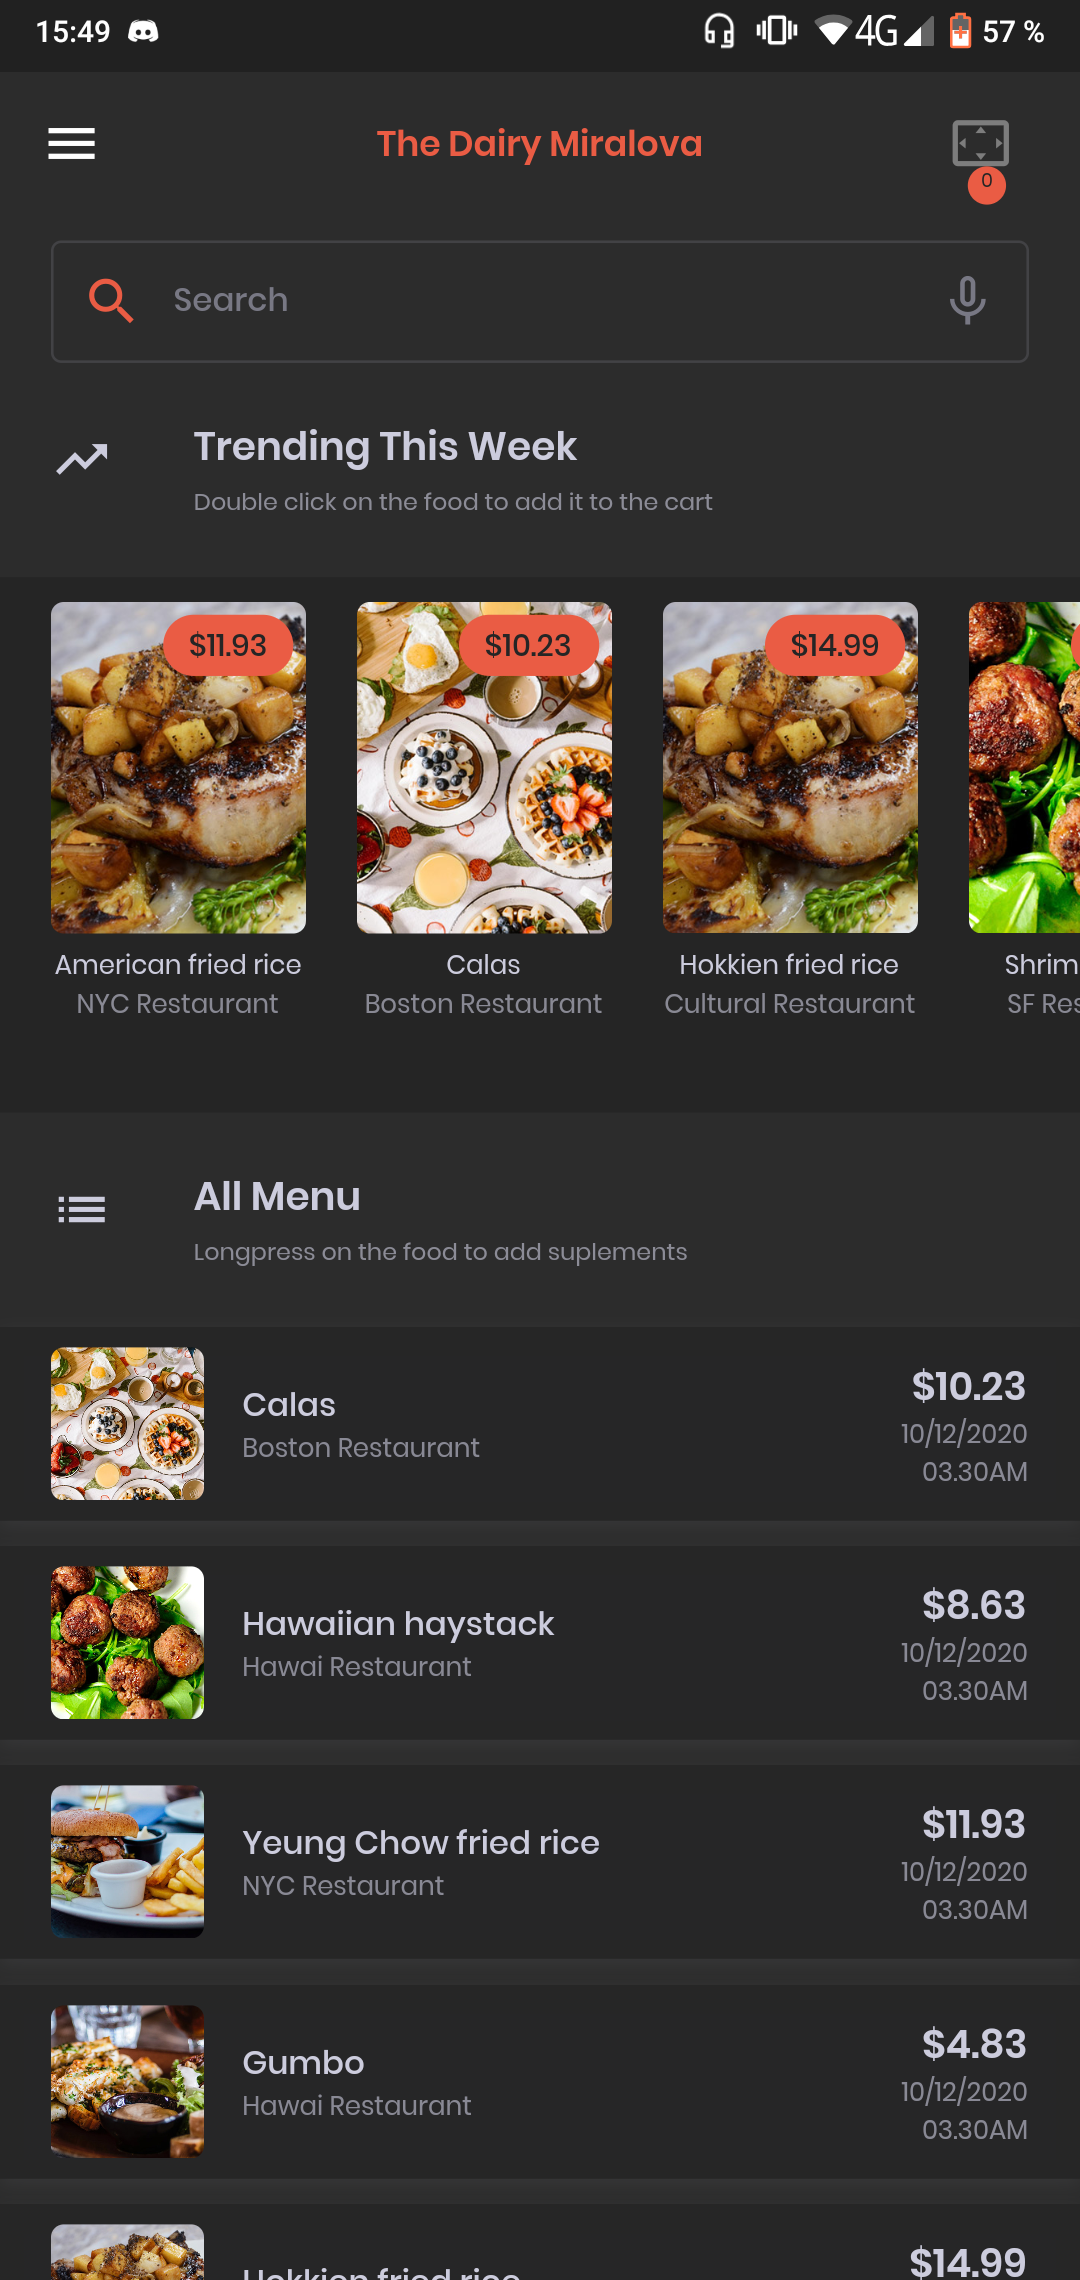 15:49 4G 57 %
The Dairy Miralova
0
Search
Trending This Week
Double click on the food to add it to the cart
$11.93 $10.23 $14.99
American fried rice Calas Hokkien fried rice Shrim
NYC Restaurant Boston Restaurant Cultural Restaurant SF Res
All Menu
Longpress on the food to add suplements
Calas $10.23
Boston Restaurant 10/12/2020
03.30AM
Hawaiian haystack $8.63
Hawai Restaurant 10/12/2020
03.30AM
Yeung Chow fried rice $11.93
NYC Restaurant 10/12/2020
03.30AM
Gumbo $4.83
Hawai Restaurant 10/12/2020
03.30AM
Hokkien fried rice $14.99